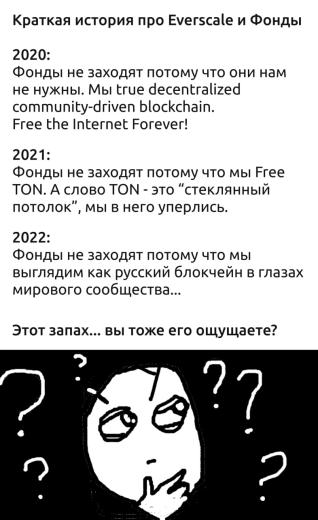 Краткая история про Everscale и Фонды
2020:
Фонды не заходят потому что они нам
не нужны. Мы true decentralized
community-driven blockchain.
Free the Internet Forever!
2021:
Фонды не заходят потому что мы Free
TON. А слово TON - это “стеклянный
потолок”, мы в него уперлись.
2022:
Фонды не заходят потому что мы
выглядим как русский блокчейн в глазах
мирового сообщества...
Этот запах... вы тоже его ощущаете?
? ? ? ? ? ?